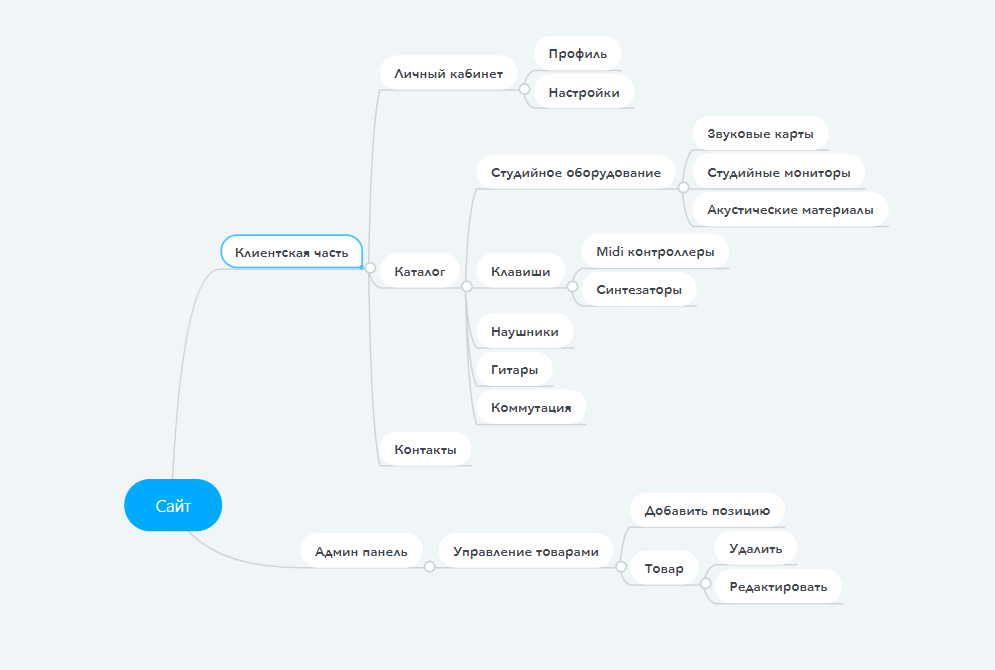 Профиль
Личный кабинет
Настройки
Звуковые карты
Студийное оборудование
Студийные мониторы
Акустические материалы
Клиентская часть
Midi контроллеры
Каталог
Клавиши
Синтезаторы
Наушники
Гитары
Коммутация
Контакты
Сайт
Добавить позицию
Админ панель
Управление товарами
Удалить
Товар
Редактировать